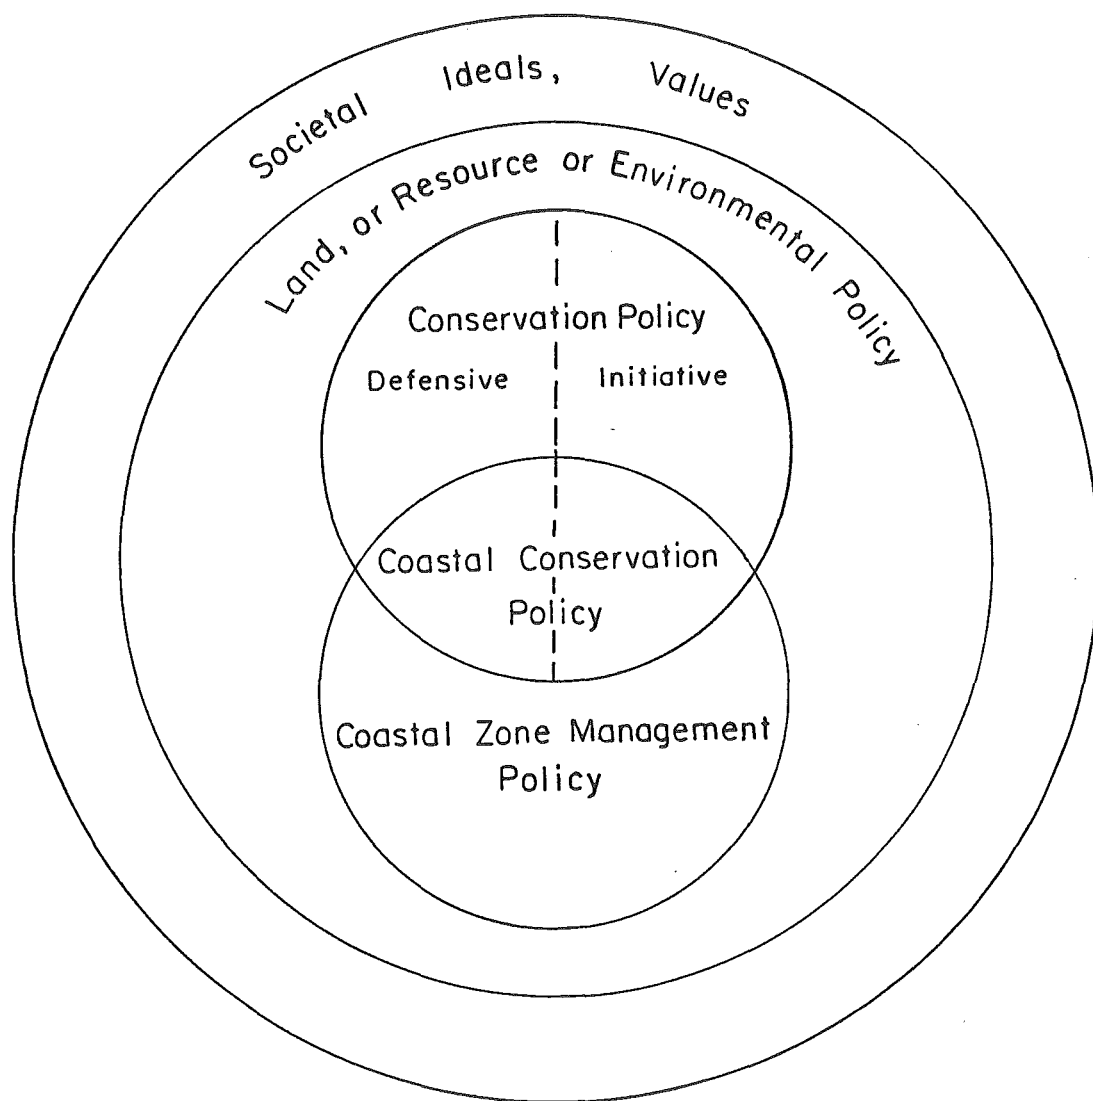 Societal Ideals, Values
Land, or Resource or Environmental Policy
Conservation Policy
Defensive Initiative
Coastal Conservation
Policy
Coastal Zone Management
Policy